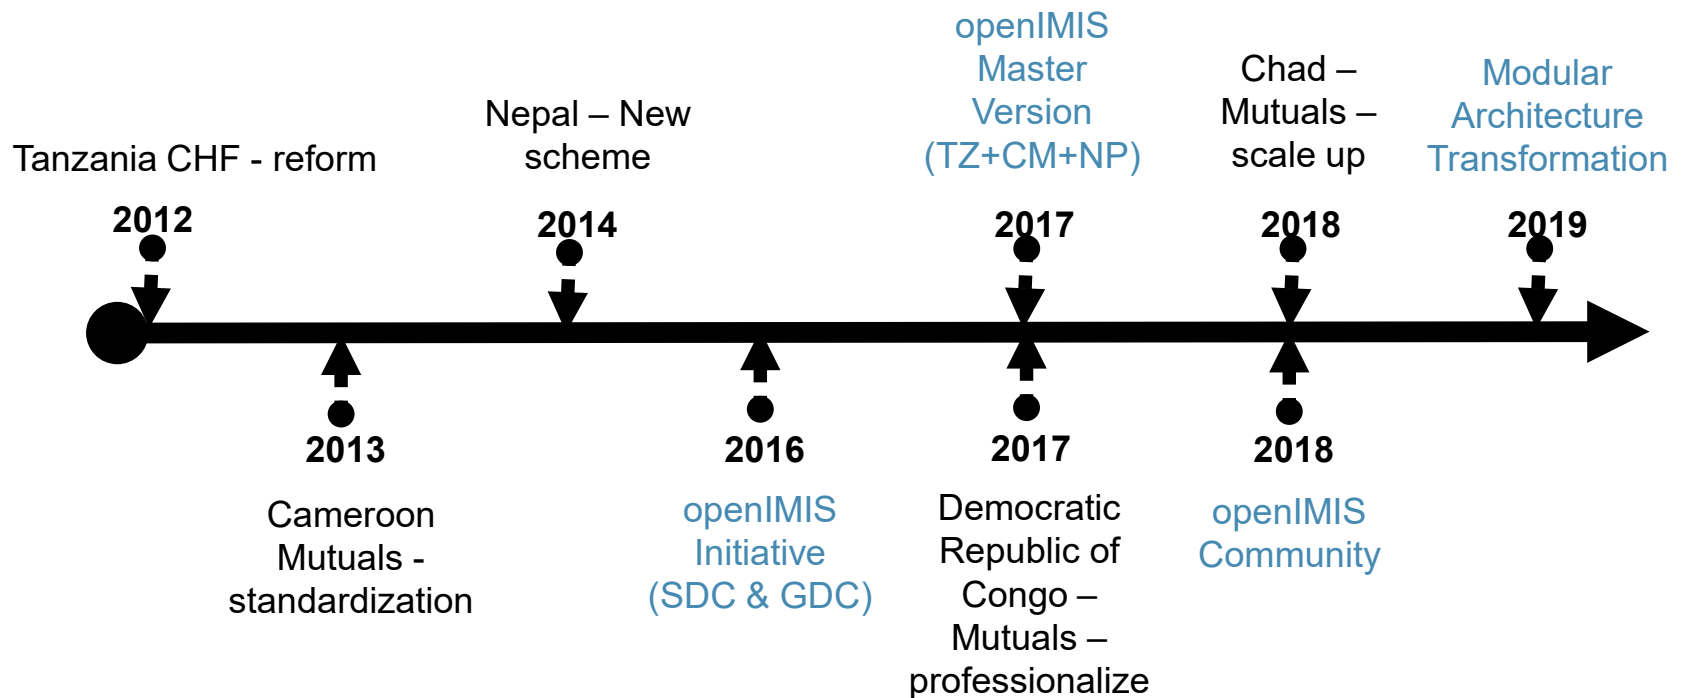 Tanzania CHF - reform
2012
Nepal – New
scheme
2014
openIMIS
Master
Version
(TZ+CM+NP)
2017
Chad –
Mutuals –
scale up
2018
Modular
Architecture
Transformation
2019
2013
Cameroon
Mutuals -
standardization
2016
openIMIS
Initiative
(SDC & GDC)
2017
Democratic
Republic of
Congo –
Mutuals –
professionalize
2018
openIMIS
Community